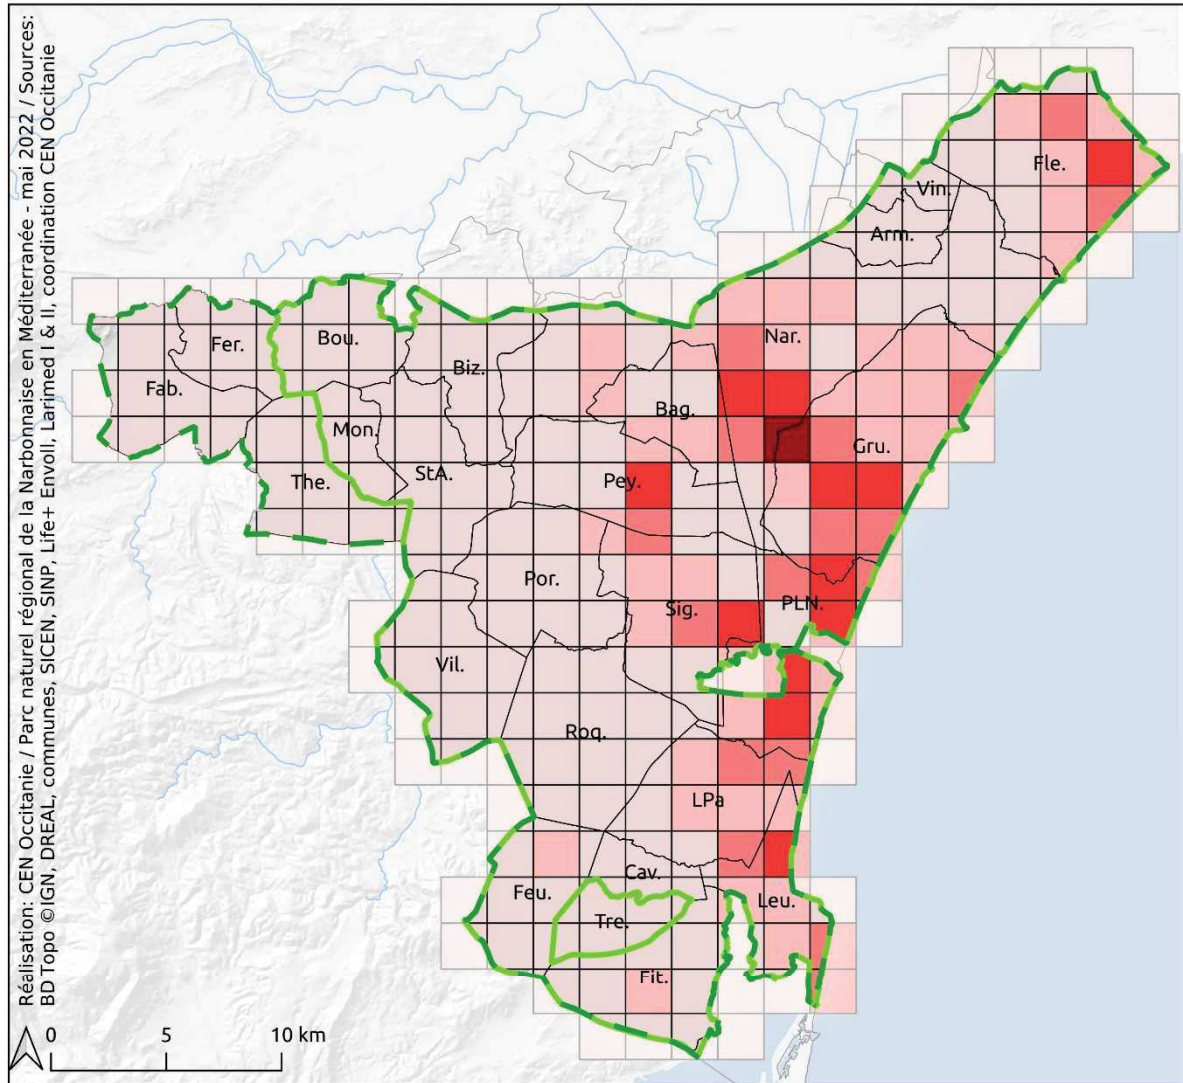 Réalisation: CEN Occitanie / Parc naturel régional de la Narbonnaise en Méditerranée - mai 2022 / Sources:
BD Topo ©IGN, DREAL, communes, SICEN, SINP, Life+ Envoll, Larimed I & II, coordination CEN Occitanie
Fle.
Vin.
Arm.
Nar.
Bou.
Fer.
Biz.
Fab.
Bag.
Mon.
Gru.
StA.
Pey.
The.
Por.
PLN.
Sig.
Vil.
Roq.
LPa
Cav.
Feu.
Leu.
Tre.
Fit.
0 5 10 km